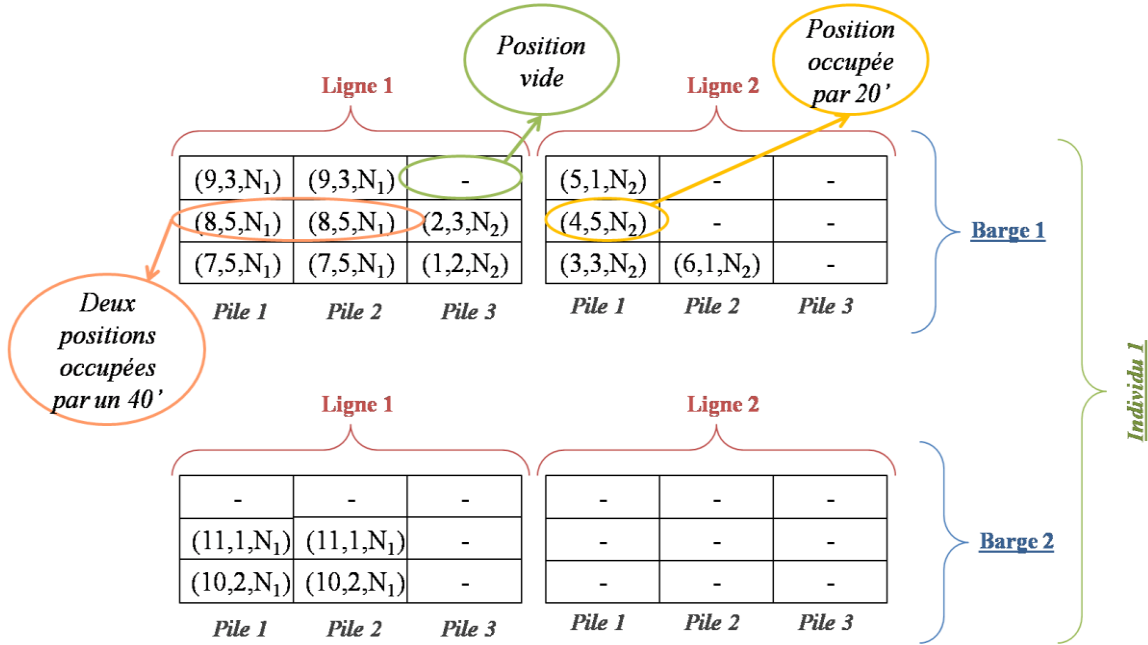 Position
vide
Position
occupée
par 20’
Ligne 1
Ligne 2
(9,3,N₁) (9,3,N₁) - (5,1,N₂) - -
(8,5,N₁) (8,5,N₁) (2,3,N₂) (4,5,N₂) - -
(7,5,N₁) (7,5,N₁) (1,2,N₂) (3,3,N₂) (6,1,N₂) -
Pile 1 Pile 2 Pile 3 Pile 1 Pile 2 Pile 3
Barge 1
Deux
positions
occupées
par un 40’
Individu 1
Ligne 1
Ligne 2
- - - - - -
(11,1,N₁) (11,1,N₁) - - - -
(10,2,N₁) (10,2,N₁) - - - -
Pile 1 Pile 2 Pile 3 Pile 1 Pile 2 Pile 3
Barge 2